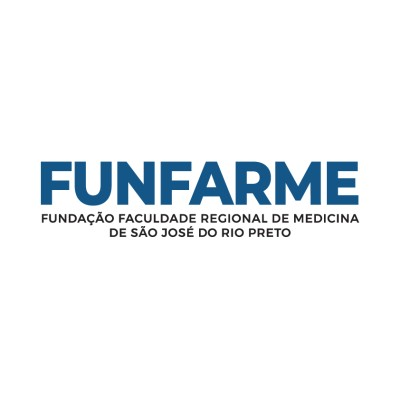 FUNFARME
FUNDAÇÃO FACULDADE REGIONAL DE MEDICINA
DE SÃO JOSÉ DO RIO PRETO